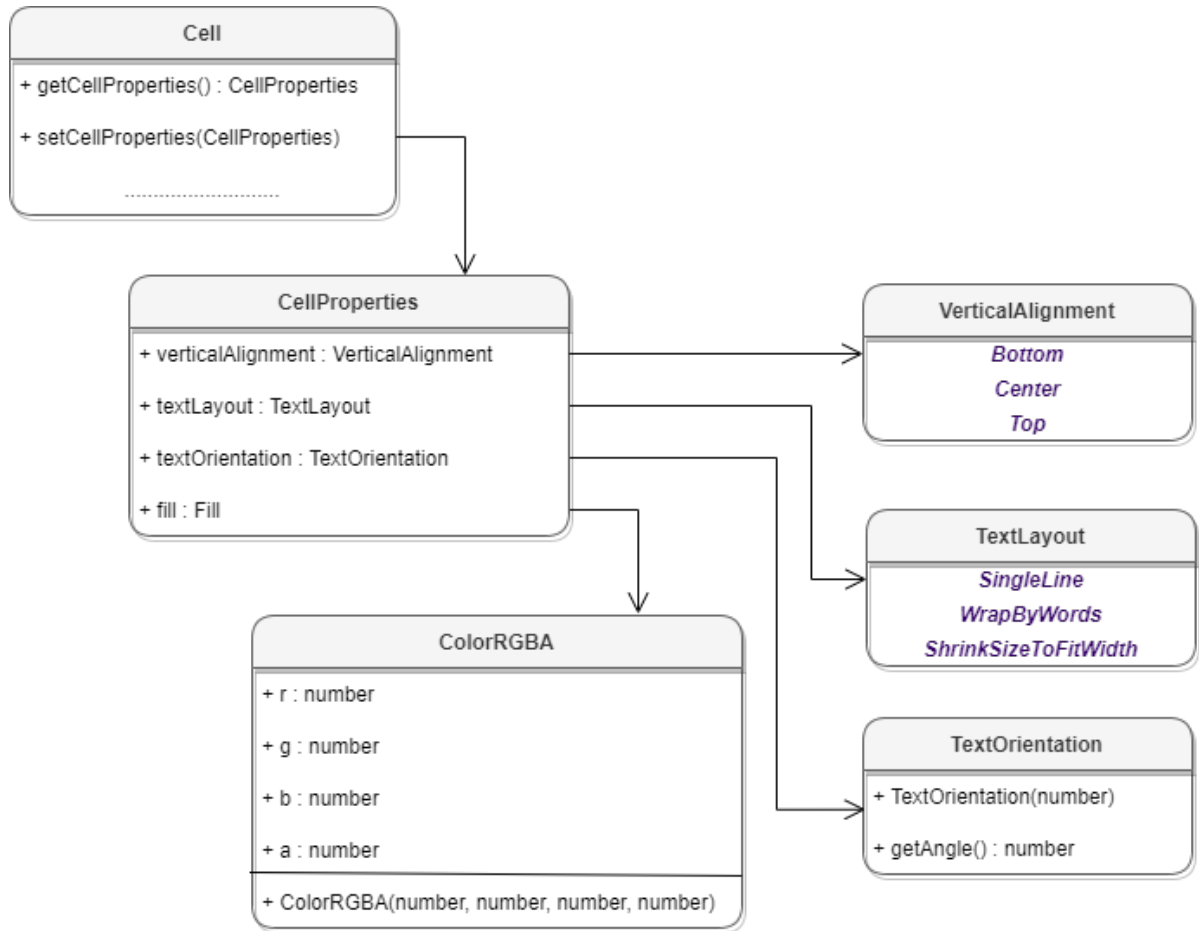 Cell
+ getCellProperties() : CellProperties
+ setCellProperties(CellProperties)
CellProperties
+ verticalAlignment : VerticalAlignment
+ textLayout : TextLayout
+ textOrientation : TextOrientation
+ fill : Fill
VerticalAlignment
Bottom
Center
Top
TextLayout
SingleLine
WrapByWords
ShrinkSizeToFitWidth
ColorRGBA
+ r : number
+ g : number
+ b : number
+ a : number
+ ColorRGBA(number, number, number, number)
TextOrientation
+ TextOrientation(number)
+ getAngle() : number